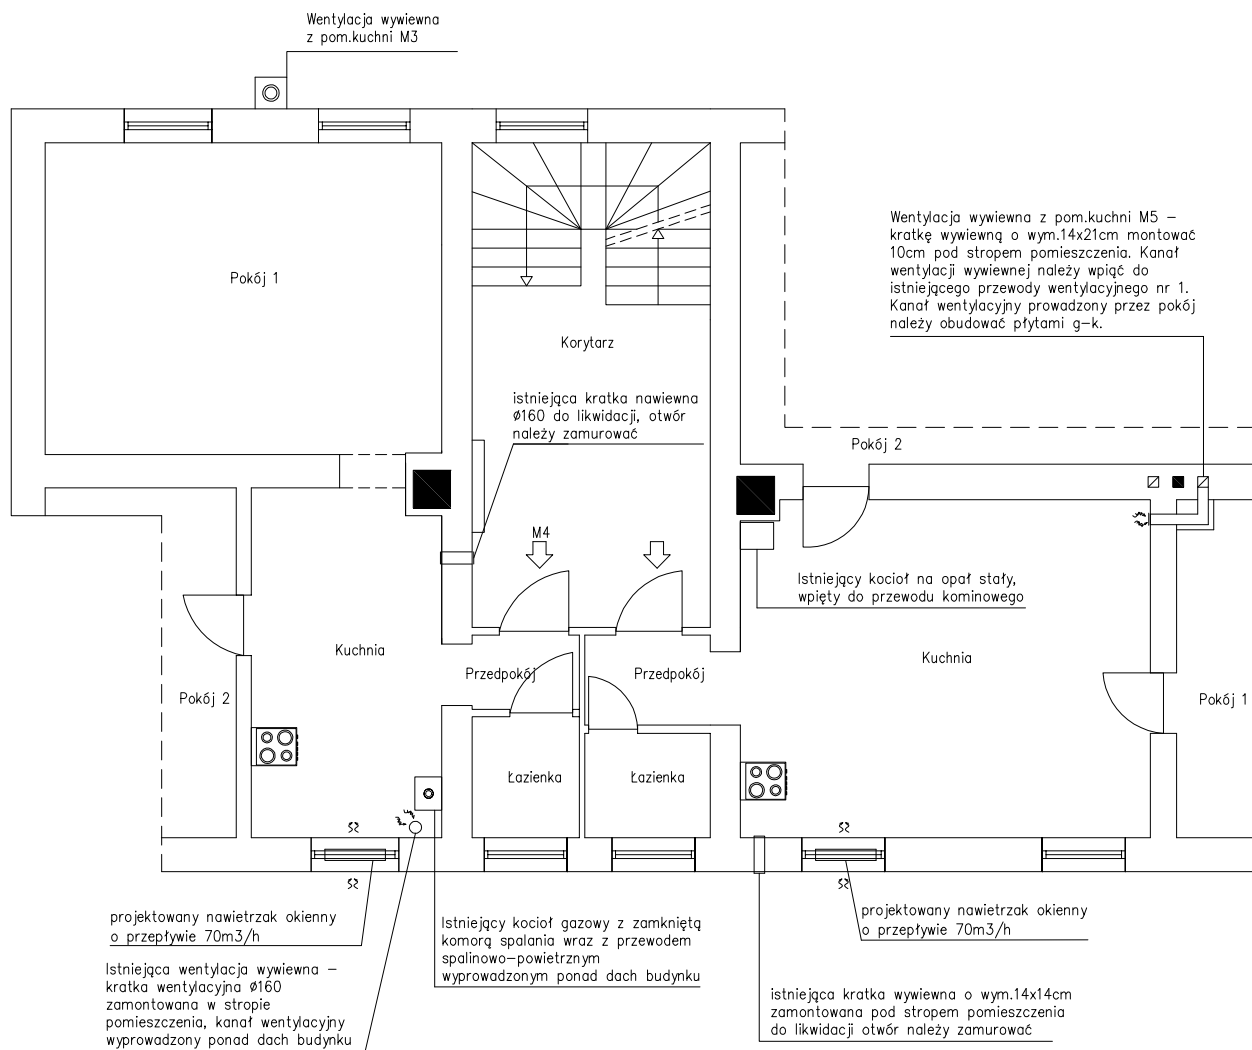 Wentylacja wywiewna
z pom.kuchni M3
Wentylacja wywiewna z pom.kuchni M5 –
kratkę wywiewną o wym.14x21cm montować
10cm pod stropem pomieszczenia. Kanał
wentylacji wywiewnej należy wpiąć do
istniejącego przewody wentylacyjnego nr 1.
Kanał wentylacyjny prowadzony przez pokój
należy obudować płytami g–k.
Pokój 1
Korytarz
istniejąca kratka nawiewna
ø160 do likwidacji, otwór
należy zamurować
Pokój 2
M4
Istniejący kocioł na opał stały,
wpięty do przewodu kominowego
Kuchnia
Kuchnia
Przedpokój
Przedpokój
Pokój 2
Pokój 1
Łazienka
Łazienka
projektowany nawietrzak okienny
o przepływie 70m3/h
Istniejący kocioł gazowy z zamkniętą
komorą spalania wraz z przewodem
spalinowo–powietrznym
wyprowadzonym ponad dach budynku
projektowany nawietrzak okienny
o przepływie 70m3/h
Istniejąca wentylacja wywiewna –
kratka wentylacyjna ø160
zamontowana w stropie
pomieszczenia, kanał wentylacyjny
wyprowadzony ponad dach budynku
istniejąca kratka wywiewna o wym.14x14cm
zamontowana pod stropem pomieszczenia
do likwidacji otwór należy zamurować